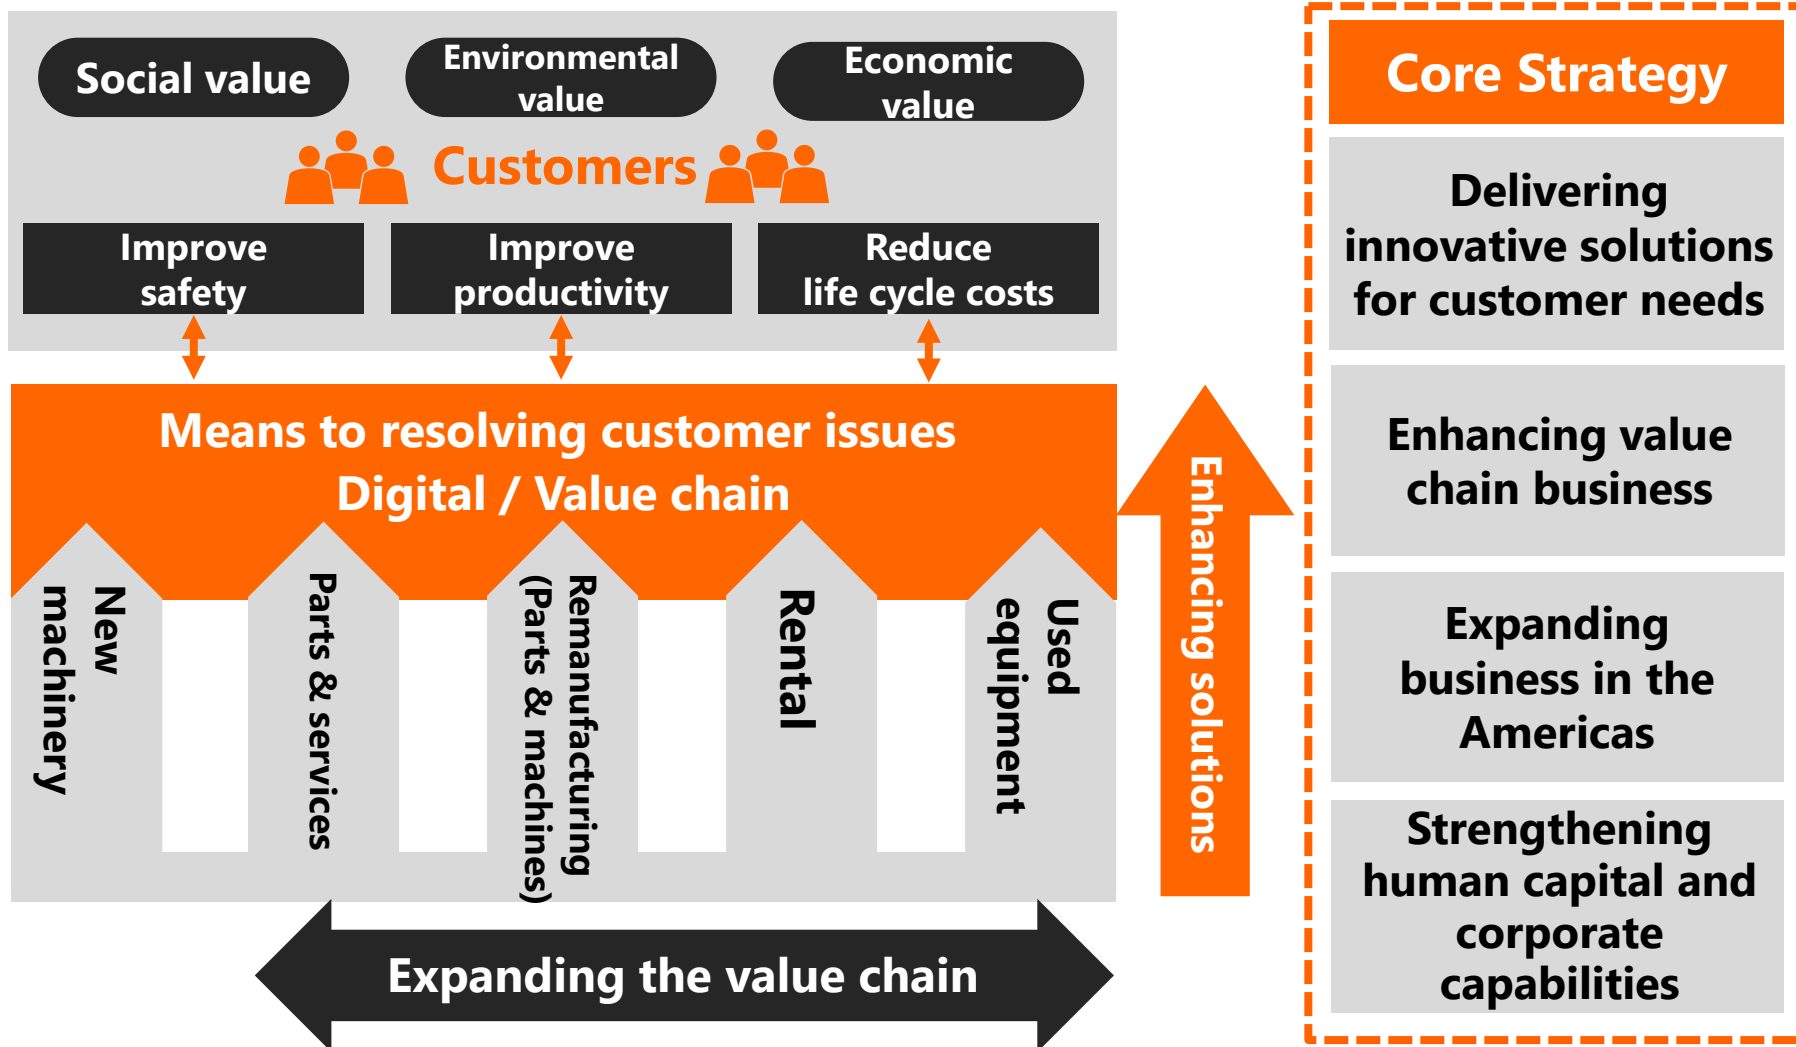 Social value
Environmental
value
Economic
value
Customers
Improve
safety
Improve
productivity
Reduce
life cycle costs
Means to resolving customer issues
Digital / Value chain
New
machinery
Parts & services
Remanufacturing
(Parts & machines)
Rental
Used
equipment
Expanding the value chain
Enhancing solutions
Core Strategy
Delivering
innovative solutions
for customer needs
Enhancing value
chain business
Expanding
business in the
Americas
Strengthening
human capital and
corporate
capabilities